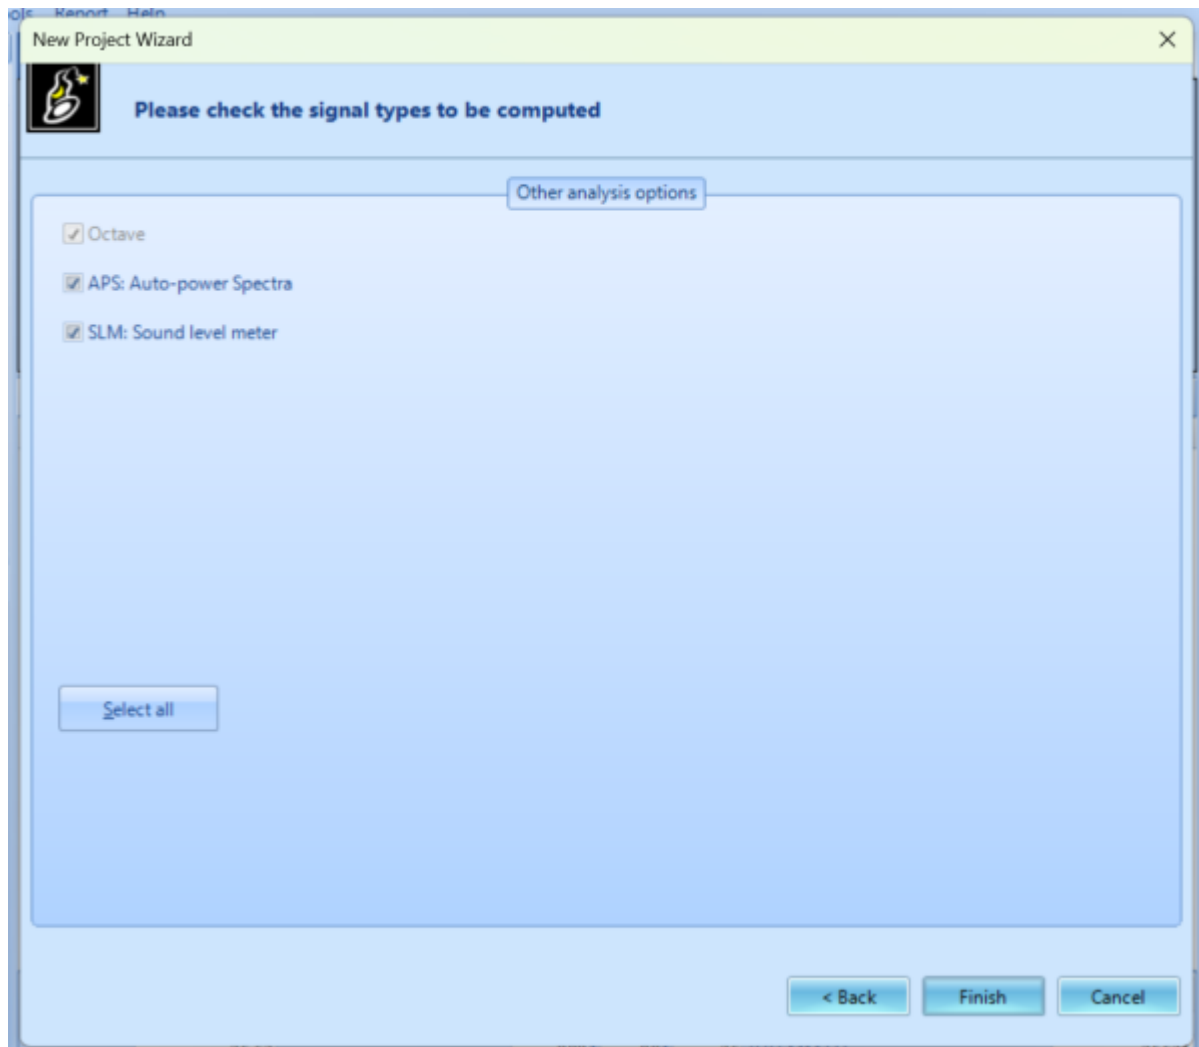 ols Report Help
New Project Wizard
Please check the signal types to be computed
Other analysis options
Octave
APS: Auto-power Spectra
SLM: Sound level meter
Select all
< Back Finish Cancel